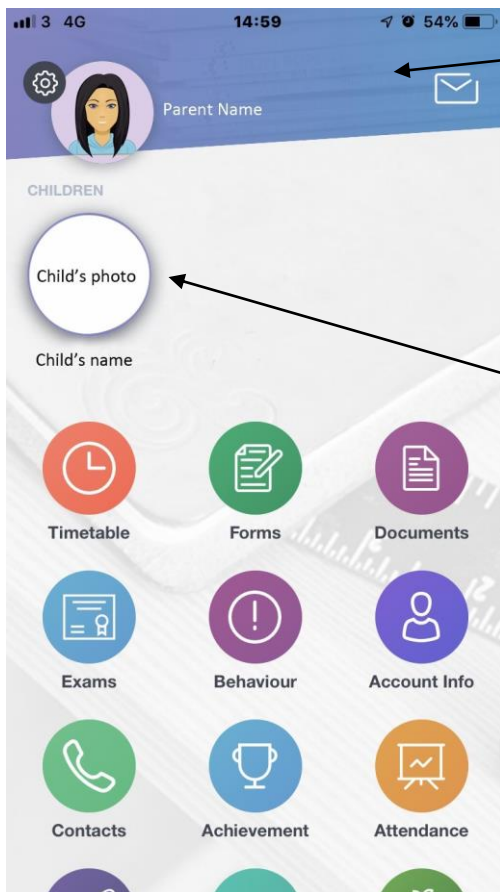 3 4G 14:59 54%
Parent Name
CHILDREN
Child's photo
Child's name
Timetable Forms Documents
Exams Behaviour Account Info
Contacts Achievement Attendance